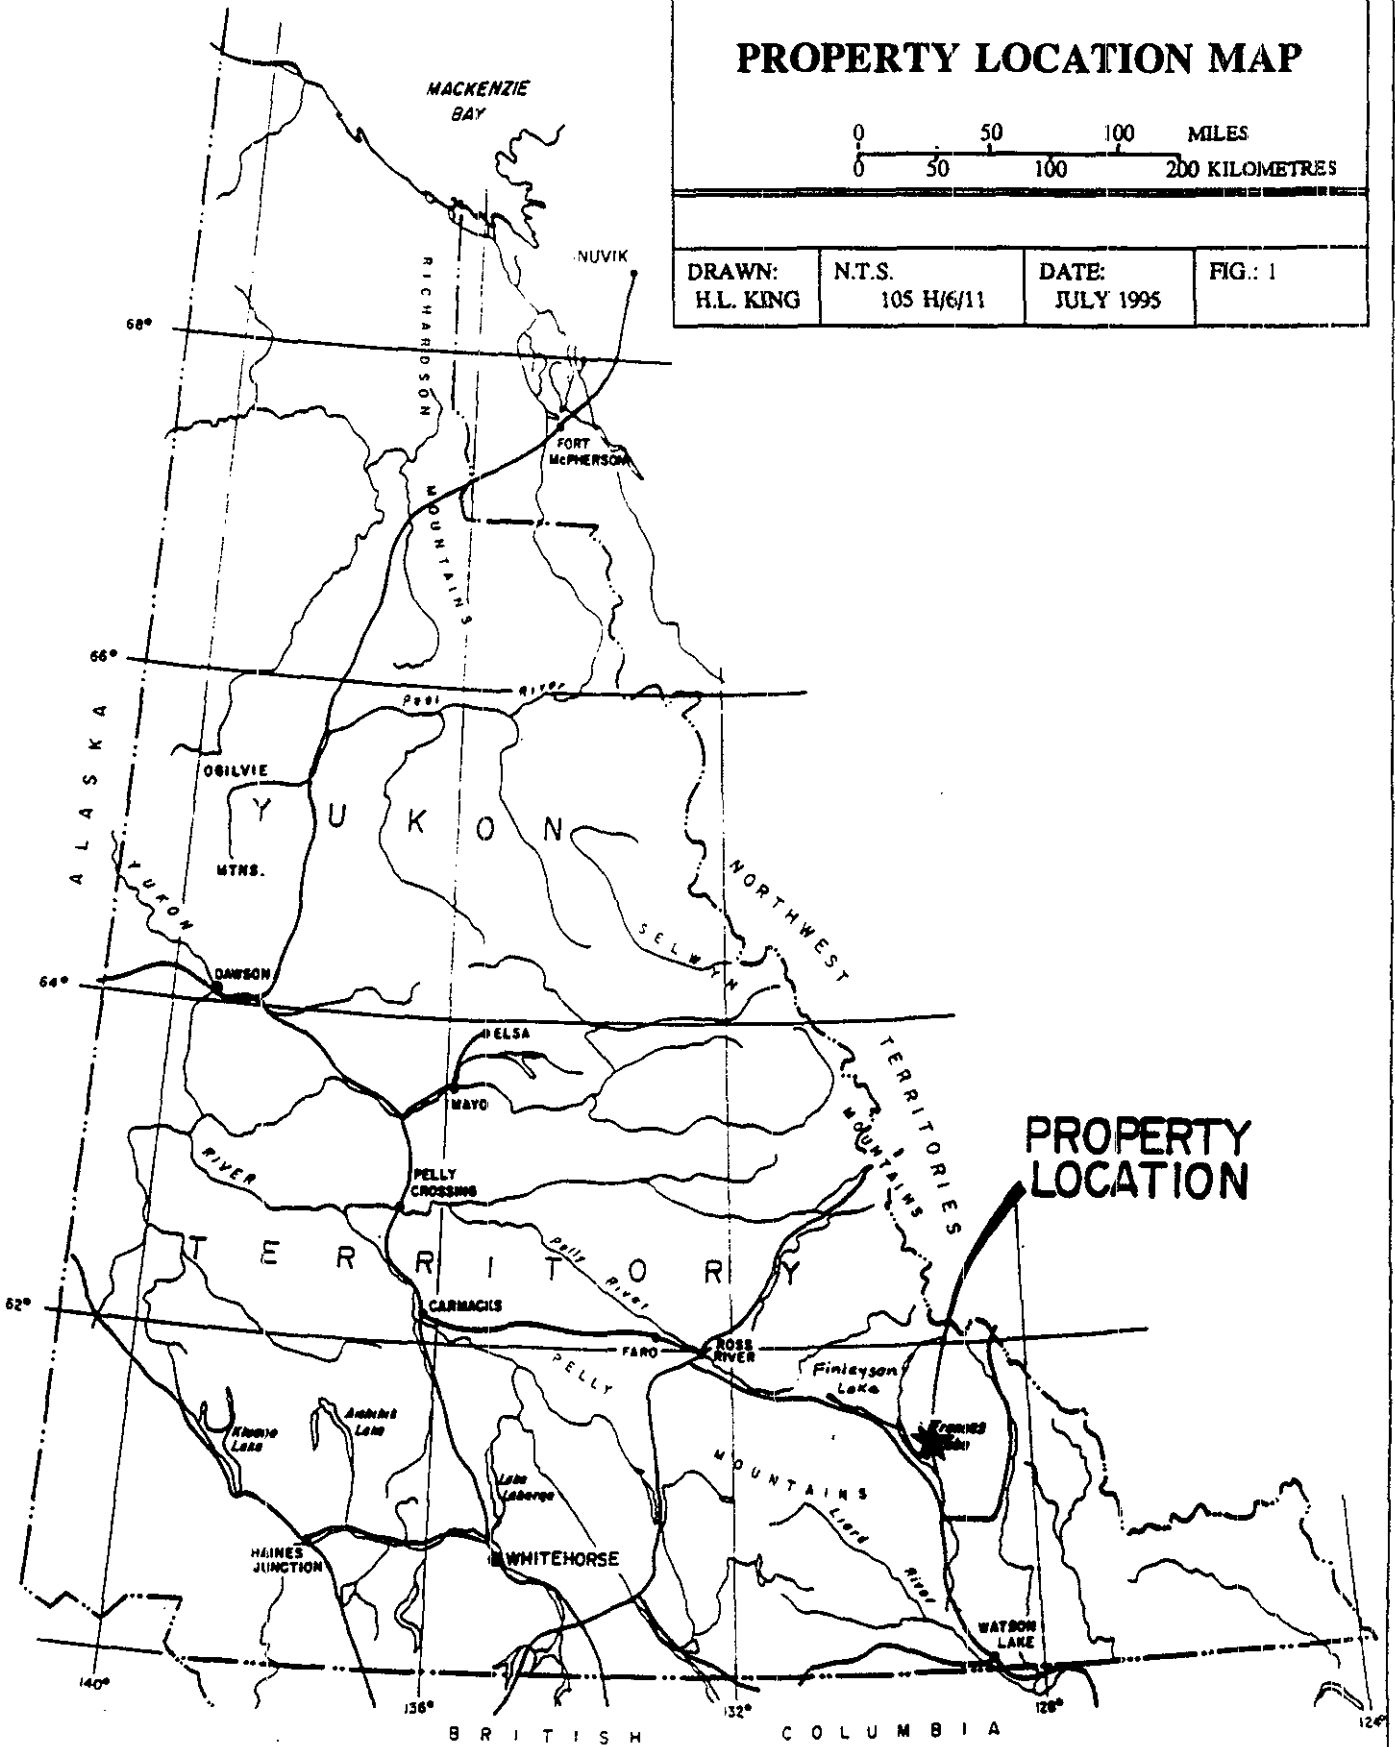 PROPERTY LOCATION MAP
0 50 100 MILES
0 50 100 200 KILOMETRES
DRAWN:
H.L. KING
N.T.S.
105 H/6/11
DATE:
JULY 1995
FIG.: 1
MACKENZIE
BAY
NUVIK
RICHARDSON
MOUNTAINS
68°
FORT
McPHERSON
66°
Peel River
ALASKA
OGILVIE
MTNS.
YUKON
YUKON
NORTHWEST
TERRITORIES
SELWYN
MOUNTAINS
DAWSON
64°
ELSA
MAYO
RIVER
PELLY
CROSSING
PROPERTY
LOCATION
TERRITORY
Pelly River
62°
CARMACKS
FARO
ROSS
RIVER
PELLY
MOUNTAINS
Finlayson
Lake
Frances
Kluane
Lake
Aishihik
Lake
Lake
Laberge
Liard
River
HAINES
JUNCTION
WHITEHORSE
WATSON
LAKE
140°
136°
132°
128°
124°
BRITISH COLUMBIA